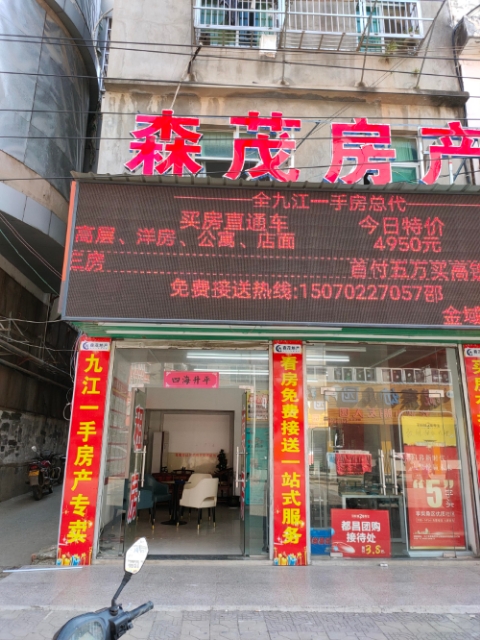 森茂房产
全九江一手房总代
买房直通车 今日特价
高层、洋房、公寓、店面 4950元
房 首付五万买高
免费接送热线:15070227057邵
金域
九江一手房产专卖
四海升平
看房免费接送一站式服务
都昌团购
接待处
"5"